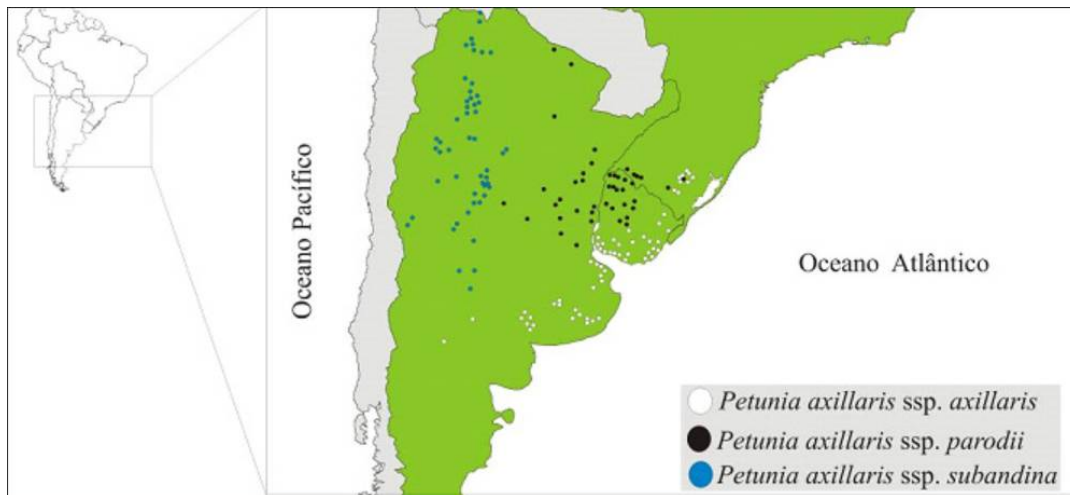 Oceano Pacífico
Oceano Atlântico
Petunia axillaris ssp. axillaris
Petunia axillaris ssp. parodii
Petunia axillaris ssp. subandina